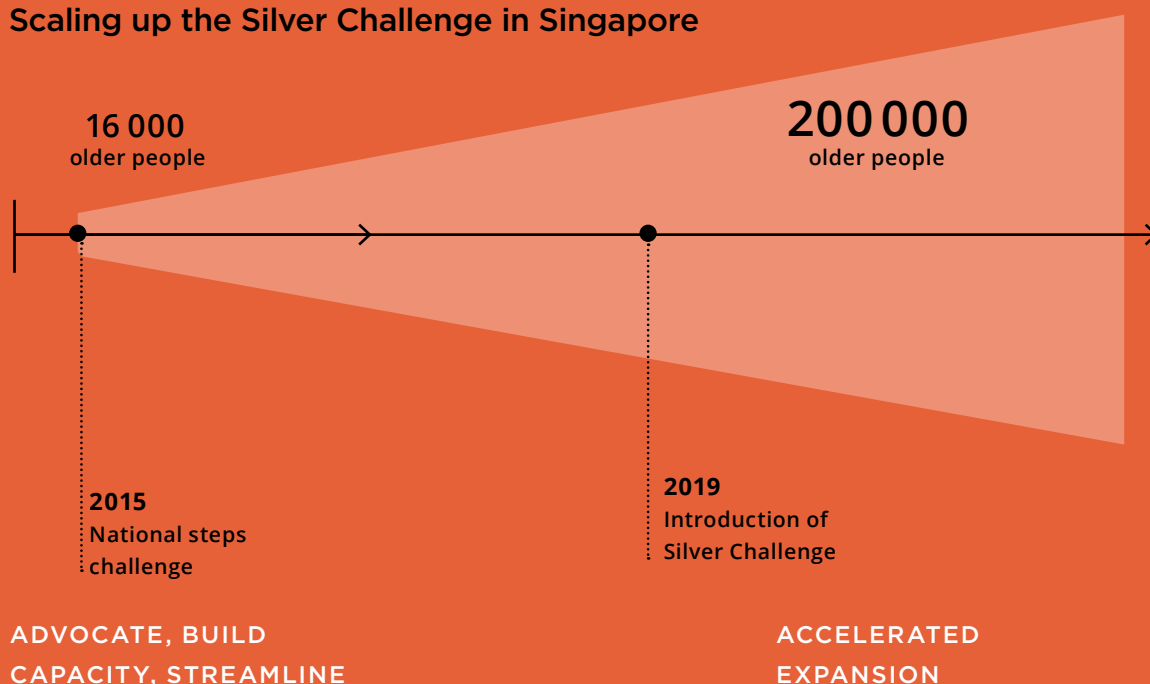 Scaling up the Silver Challenge in Singapore
16 000
older people
200 000
older people
2015
National steps
challenge
2019
Introduction of
Silver Challenge
ADVOCATE, BUILD
CAPACITY, STREAMLINE
ACCELERATED
EXPANSION